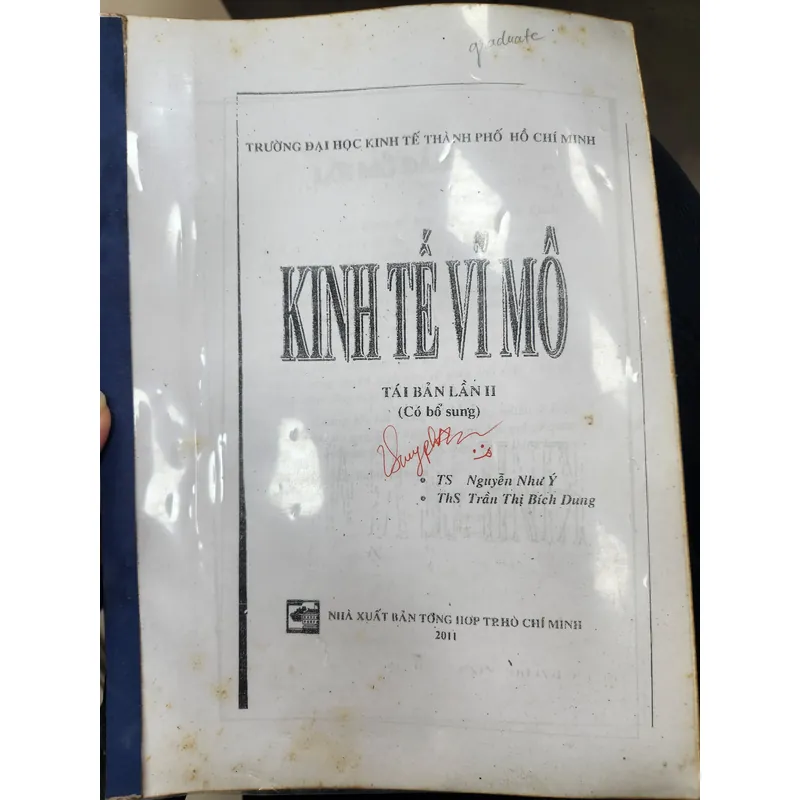 graduate
TRƯỜNG ĐẠI HỌC KINH TẾ THÀNH PHỐ HỒ CHÍ MINH
KINH TẾ VĨ MÔ
TÁI BẢN LẦN II
(Có bổ sung)
• TS Nguyễn Như Ý
• ThS Trần Thị Bích Dung
NHÀ XUẤT BẢN TỔNG HỢP TP.HỒ CHÍ MINH
2011